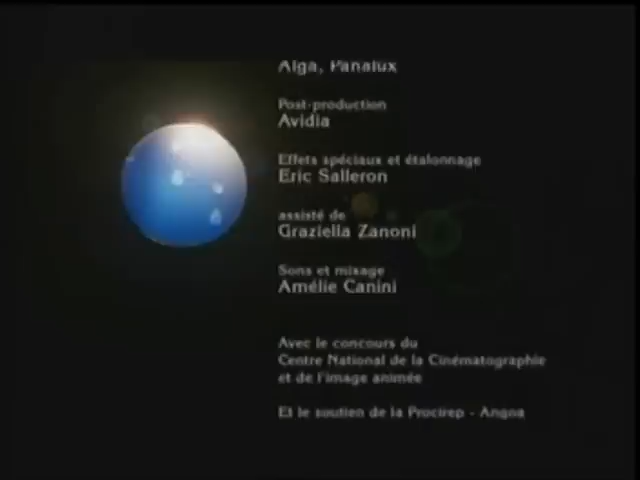 Alga, Panalux
Post-production
Avidia
Effets spéciaux et étalonnage
Eric Salleron
assisté de
Graziella Zanoni
Sons et mixage
Amélie Canini
Avec le concours du
Centre National de la Cinématographie
et de l'image animée
Et le soutien de la Procirep - Angoa